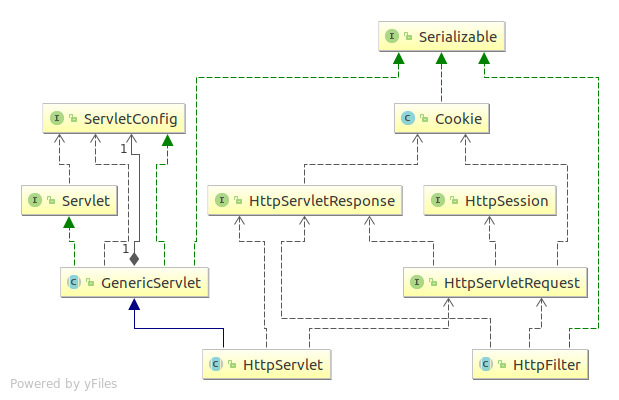 Serializable
ServletConfig
Cookie
1
Servlet
HttpServletResponse
HttpSession
1
GenericServlet
HttpServletRequest
HttpServlet
HttpFilter
Powered by yFiles